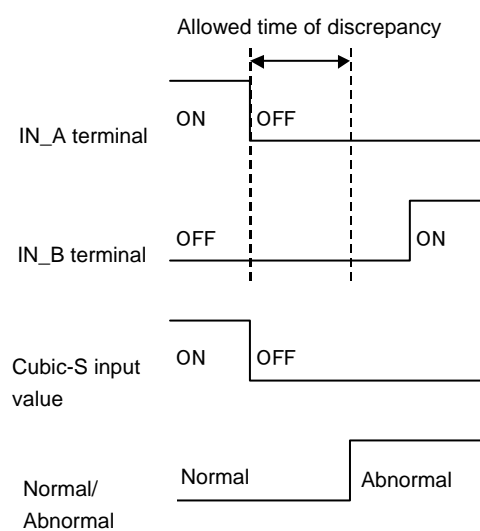 Allowed time of discrepancy
ON
OFF
IN_A terminal
OFF
ON
IN_B terminal
ON
OFF
Cubic-S input
value
Normal
Abnormal
Normal/
Abnormal